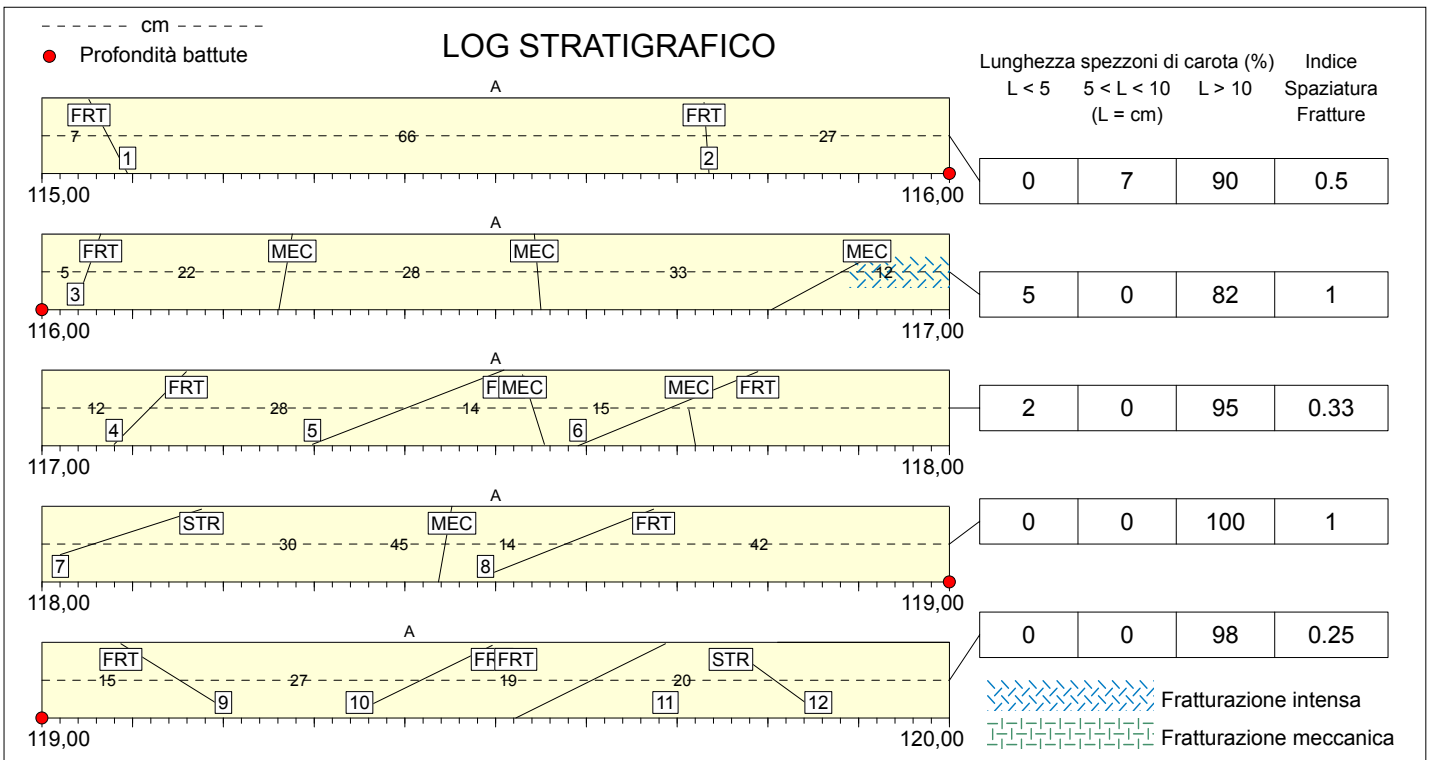 cm
Profondità battute
LOG STRATIGRAFICO
Lunghezza spezzoni di carota (%) Indice
L < 5 5 < L < 10 L > 10 Spaziatura
(L = cm) Fratture
A
FRT FRT
7 66 27
1 2
115,00 116,00
0 7 90 0.5
A
FRT MEC MEC MEC
5 22 28 33 12
3
116,00 117,00
5 0 82 1
A
FRT MEC MEC FRT
12 28 14 15
4 5 6
117,00 118,00
2 0 95 0.33
A
STR MEC FRT
30 45 14 42
7 8
118,00 119,00
0 0 100 1
A
FRT FRT STR
15 27 19 20
9 10 11 12
119,00 120,00
0 0 98 0.25
Fratturazione intensa
Fratturazione meccanica